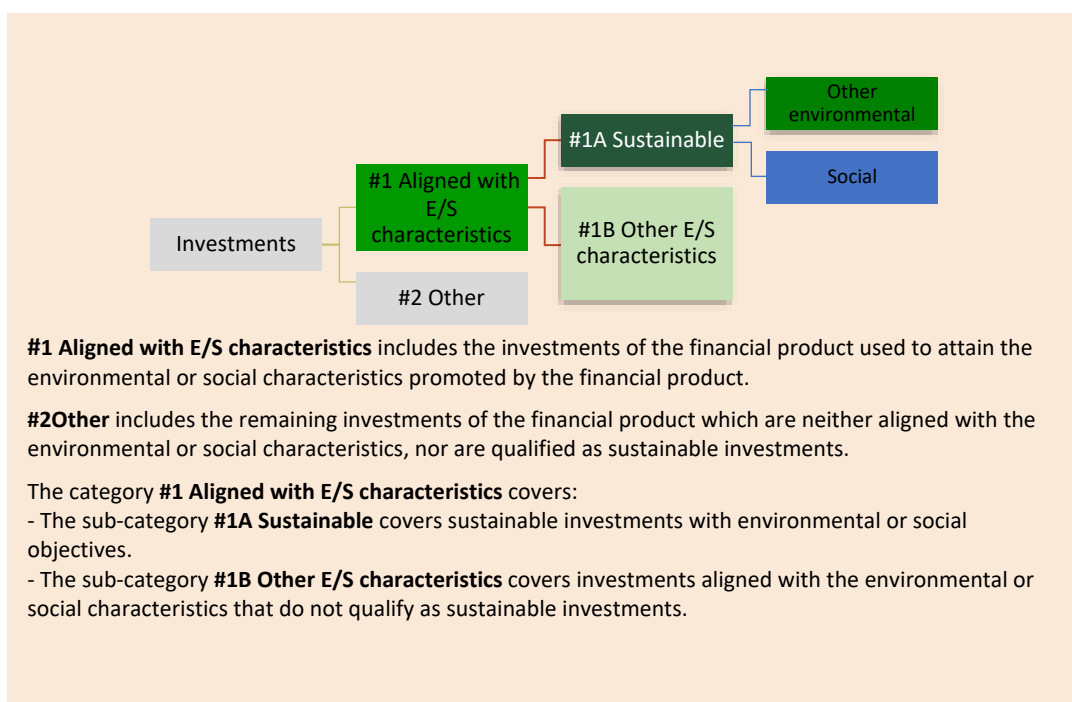 Other
environmental
#1A Sustainable
Social
#1 Aligned with
E/S
characteristics
#1B Other E/S
characteristics
Investments
#2 Other
#1 Aligned with E/S characteristics includes the investments of the financial product used to attain the
environmental or social characteristics promoted by the financial product.
#2Other includes the remaining investments of the financial product which are neither aligned with the
environmental or social characteristics, nor are qualified as sustainable investments.
The category #1 Aligned with E/S characteristics covers:
- The sub-category #1A Sustainable covers sustainable investments with environmental or social
objectives.
- The sub-category #1B Other E/S characteristics covers investments aligned with the environmental or
social characteristics that do not qualify as sustainable investments.